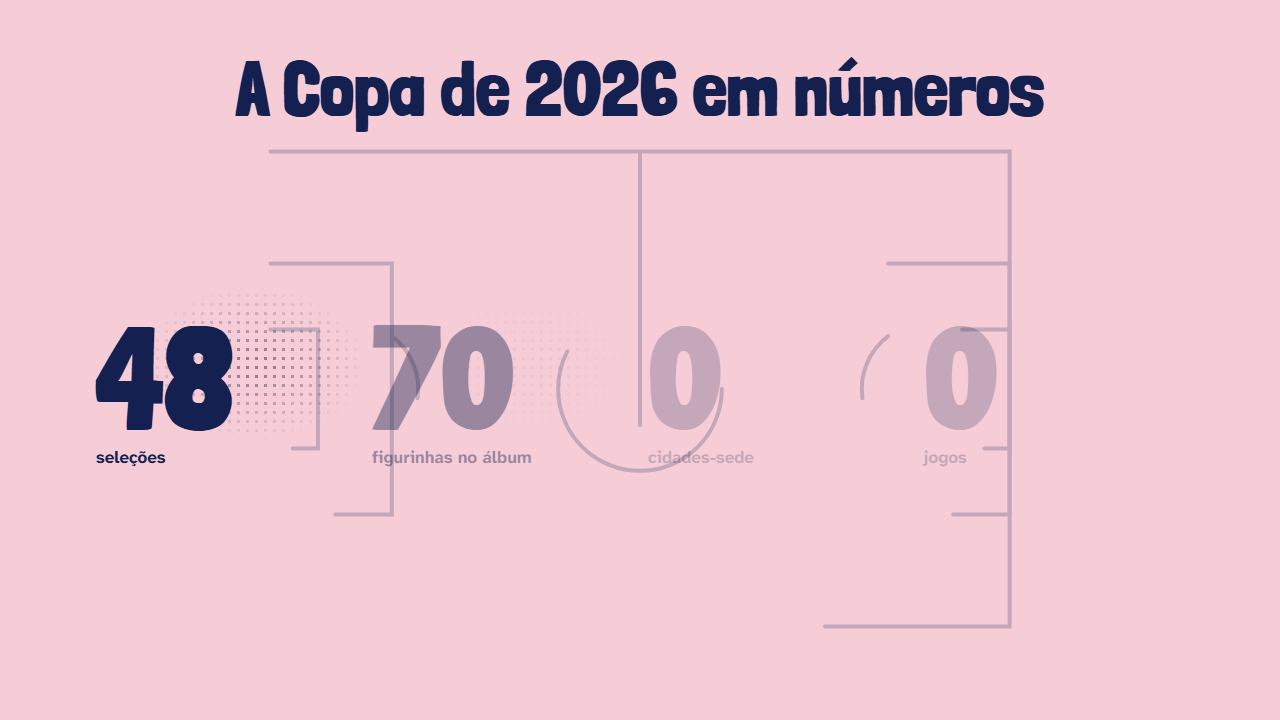 A Copa de 2026 em números
48 70 0 0
seleções figurinhas no álbum cidades-sede jogos